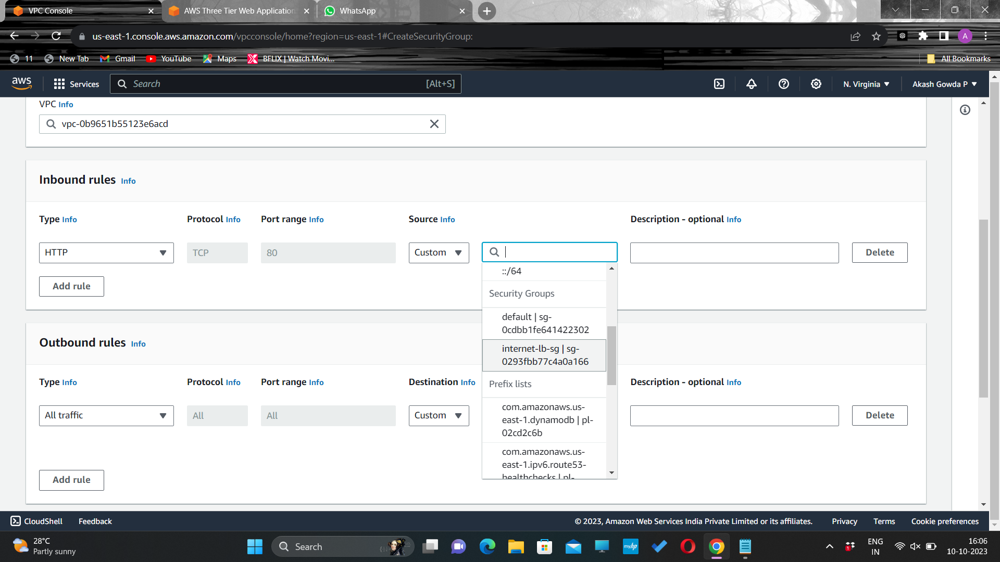 VPC Console
AWS Three Tier Web Application
WhatsApp
us-east-1.console.aws.amazon.com/vpcconsole/home?region=us-east-1#CreateSecurityGroup:
A
11
New Tab
Gmail
YouTube
Maps
BFLIX | Watch Movi...
All Bookmarks
aws
Services
Search
[Alt+S]
N. Virginia
Akash Gowda P
VPC Info
vpc-0b9651b55123e6acd
Inbound rules Info
Type Info
Protocol Info
Port range Info
Source Info
Description - optional Info
HTTP
TCP
80
Custom
Delete
Add rule
::/64
Security Groups
default | sg-
0cdbb1fe641422302
internet-lb-sg | sg-
0293fbb77c4a0a166
Prefix lists
com.amazonaws.us-
east-1.dynamodb | pl-
02cd2c6b
com.amazonaws.us-
east-1.ipv6.route53-
healthchecks | pl-
Outbound rules Info
Type Info
Protocol Info
Port range Info
Destination Info
Description - optional Info
All traffic
All
All
Custom
Delete
Add rule
CloudShell
Feedback
© 2023, Amazon Web Services India Private Limited or its affiliates.
Privacy
Terms
Cookie preferences
28°C
Partly sunny
Search
myhp
1
ENG
IN
16:06
10-10-2023